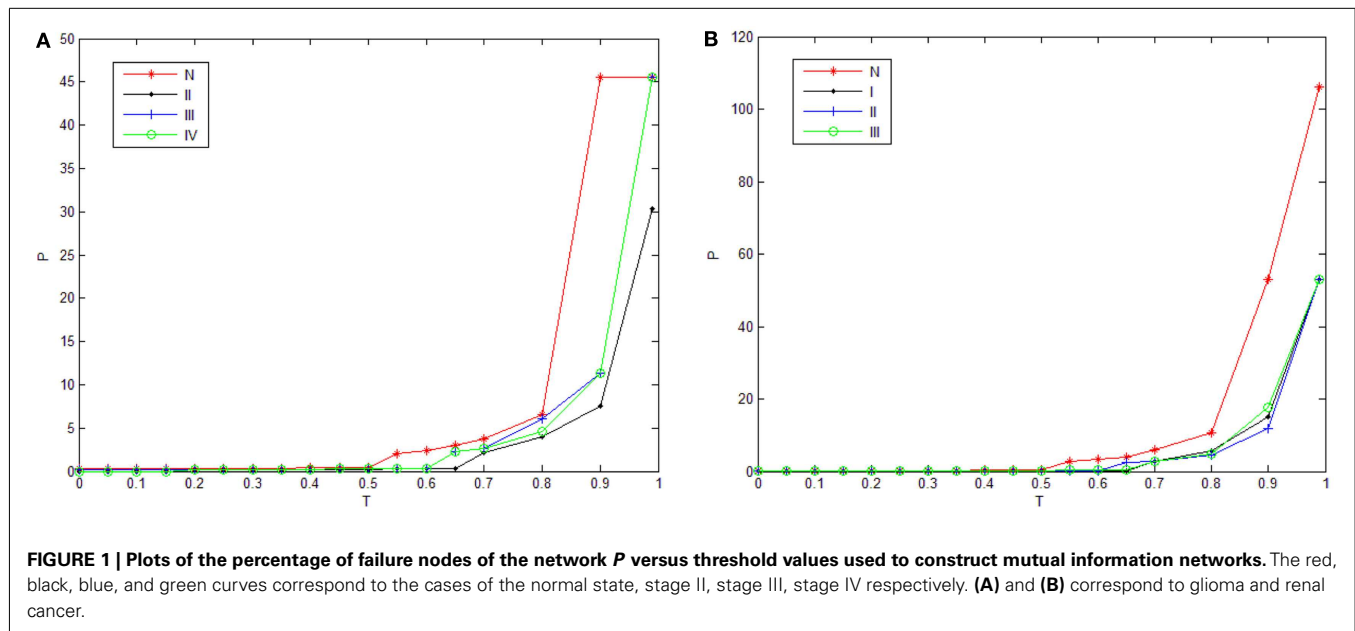 A
50
45
40
35
30
25
20
15
10
5
0
P
N
II
III
IV
0 0.1 0.2 0.3 0.4 0.5 0.6 0.7 0.8 0.9 1
T
B
120
100
80
60
40
20
0
P
N
I
II
III
0 0.1 0.2 0.3 0.4 0.5 0.6 0.7 0.8 0.9 1
T
FIGURE 1 | Plots of the percentage of failure nodes of the network P versus threshold values used to construct mutual information networks. The red,
black, blue, and green curves correspond to the cases of the normal state, stage II, stage III, stage IV respectively. (A) and (B) correspond to glioma and renal
cancer.